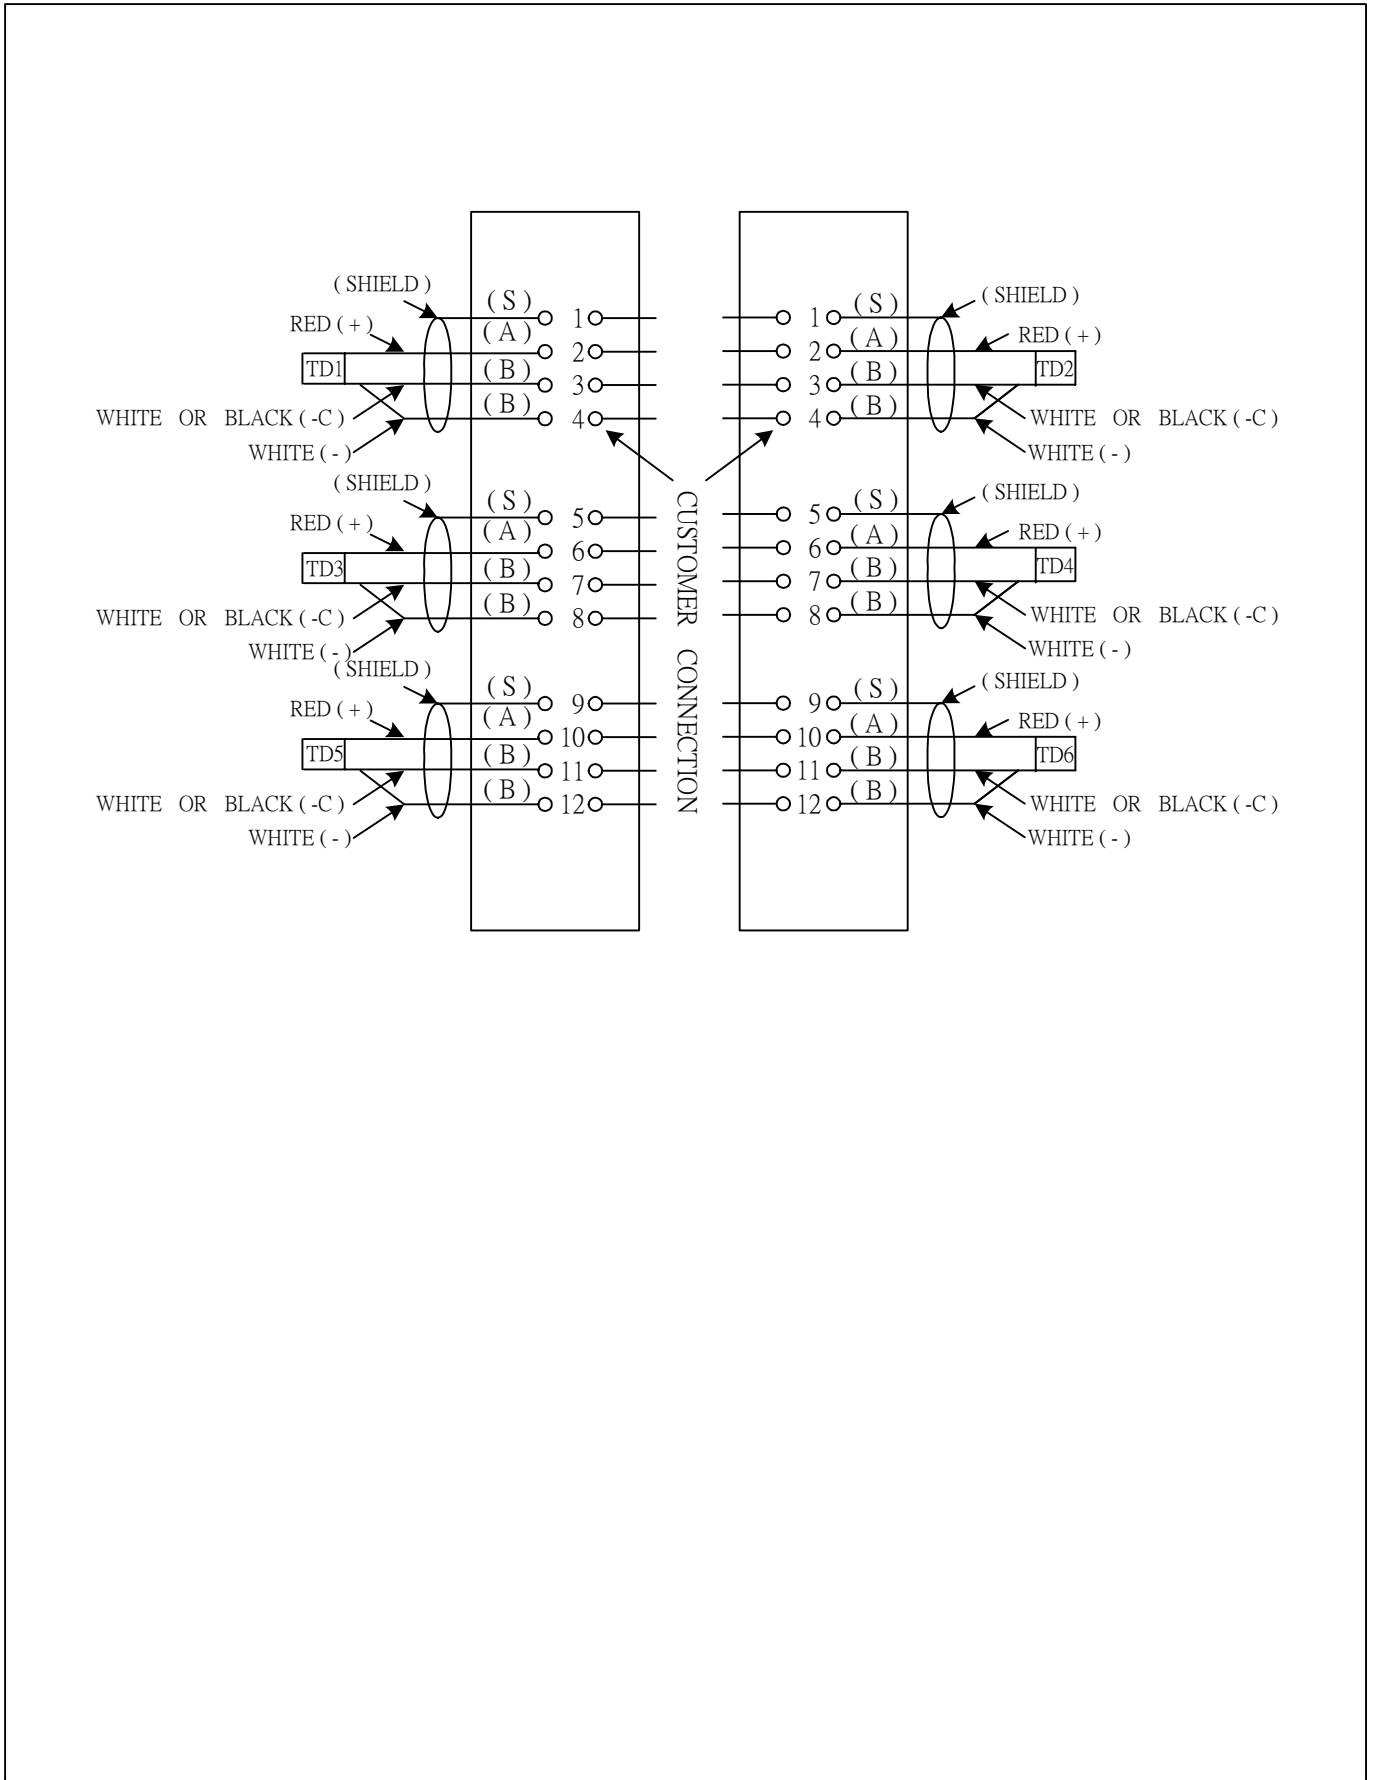 ( SHIELD )
( S )
1
RED ( + )
( A )
2
TD1
( B )
3
WHITE OR BLACK ( -C )
( B )
4
WHITE ( - )
( SHIELD )
( S )
5
RED ( + )
( A )
6
TD3
( B )
7
WHITE OR BLACK ( -C )
( B )
8
WHITE ( - )
( SHIELD )
( S )
9
RED ( + )
( A )
10
TD5
( B )
11
WHITE OR BLACK ( -C )
( B )
12
WHITE ( - )
CUSTOMER CONNECTION
1
( S )
( SHIELD )
2
( A )
RED ( + )
TD2
3
( B )
WHITE OR BLACK ( -C )
4
( B )
WHITE ( - )
5
( S )
( SHIELD )
6
( A )
RED ( + )
TD4
7
( B )
WHITE OR BLACK ( -C )
8
( B )
WHITE ( - )
9
( S )
( SHIELD )
10
( A )
RED ( + )
TD6
11
( B )
WHITE OR BLACK ( -C )
12
( B )
WHITE ( - )